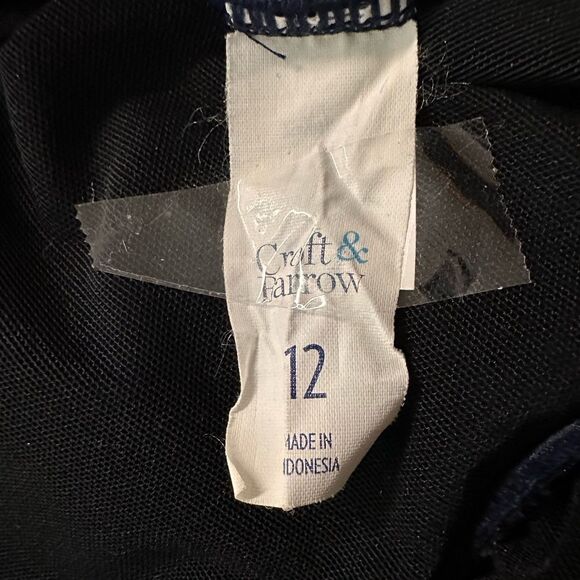 Croft &
Barrow
12
MADE IN
INDONESIA